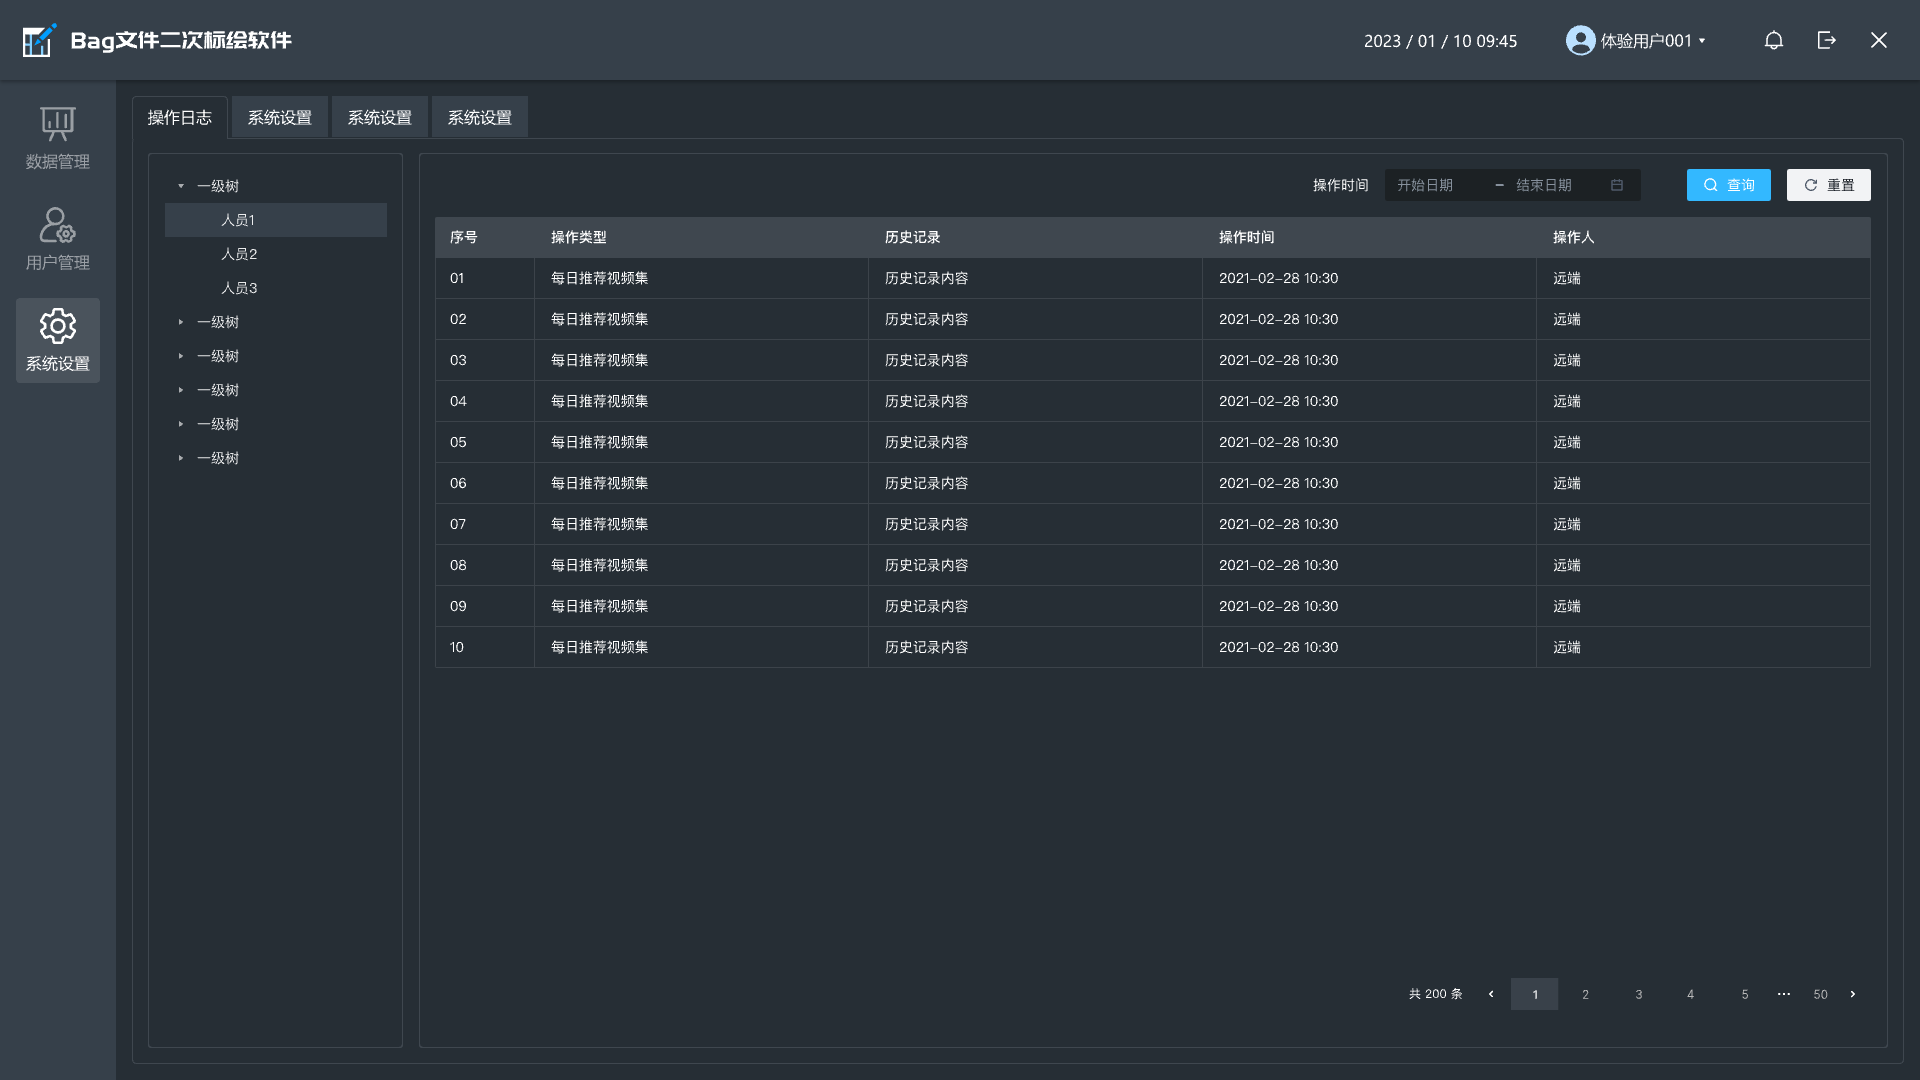 Bag文件二次标绘软件
2023 / 01 / 10 09:45
体验用户001
数据管理
用户管理
系统设置
操作日志 系统设置 系统设置 系统设置
一级树
人员1
人员2
人员3
一级树
一级树
一级树
一级树
一级树
操作时间 开始日期 – 结束日期 查询 重置
序号 操作类型 历史记录 操作时间 操作人
01 每日推荐视频集 历史记录内容 2021-02-28 10:30 远端
02 每日推荐视频集 历史记录内容 2021-02-28 10:30 远端
03 每日推荐视频集 历史记录内容 2021-02-28 10:30 远端
04 每日推荐视频集 历史记录内容 2021-02-28 10:30 远端
05 每日推荐视频集 历史记录内容 2021-02-28 10:30 远端
06 每日推荐视频集 历史记录内容 2021-02-28 10:30 远端
07 每日推荐视频集 历史记录内容 2021-02-28 10:30 远端
08 每日推荐视频集 历史记录内容 2021-02-28 10:30 远端
09 每日推荐视频集 历史记录内容 2021-02-28 10:30 远端
10 每日推荐视频集 历史记录内容 2021-02-28 10:30 远端
共 200 条 1 2 3 4 5 ··· 50